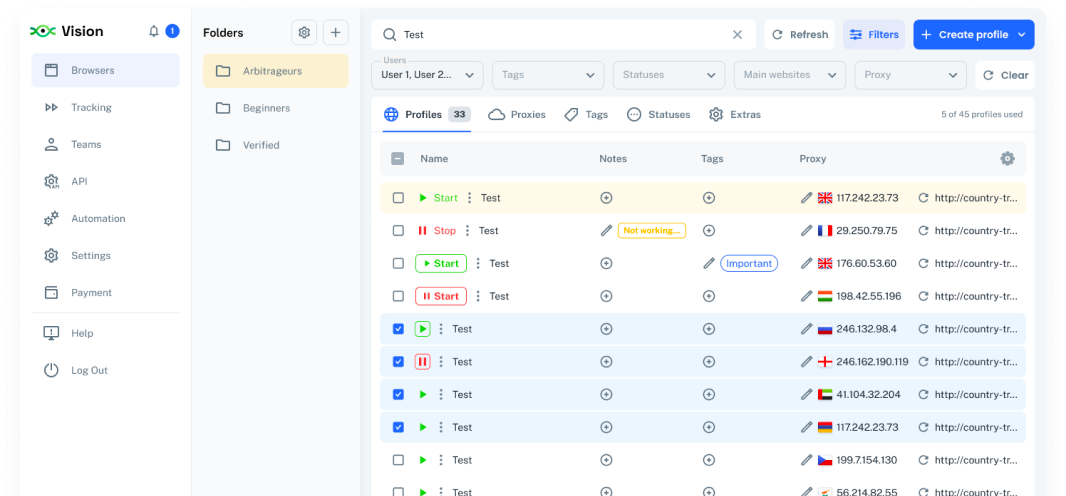 Vision
1
Browsers
Tracking
Teams
API
Automation
Settings
Payment
Help
Log Out
Folders
Arbitrageurs
Beginners
Verified
Test
Refresh
Filters
Create profile
Users
User 1, User 2...
Tags
Statuses
Main websites
Proxy
Clear
Profiles 33
Proxies
Tags
Statuses
Extras
5 of 45 profiles used
Name Notes Tags Proxy
Start Test 117.242.23.73 http://country-tr...
Stop Test Not working... 29.250.79.75 http://country-tr...
Start Test Important 176.60.53.60 http://country-tr...
Start Test 198.42.55.196 http://country-tr...
Test 246.132.98.4 http://country-tr...
Test 246.162.190.119 http://country-tr...
Test 41.104.32.204 http://country-tr...
Test 117.242.23.73 http://country-tr...
Test 199.7.154.130 http://country-tr...
Test 56.214.82.55 http://country-tr...